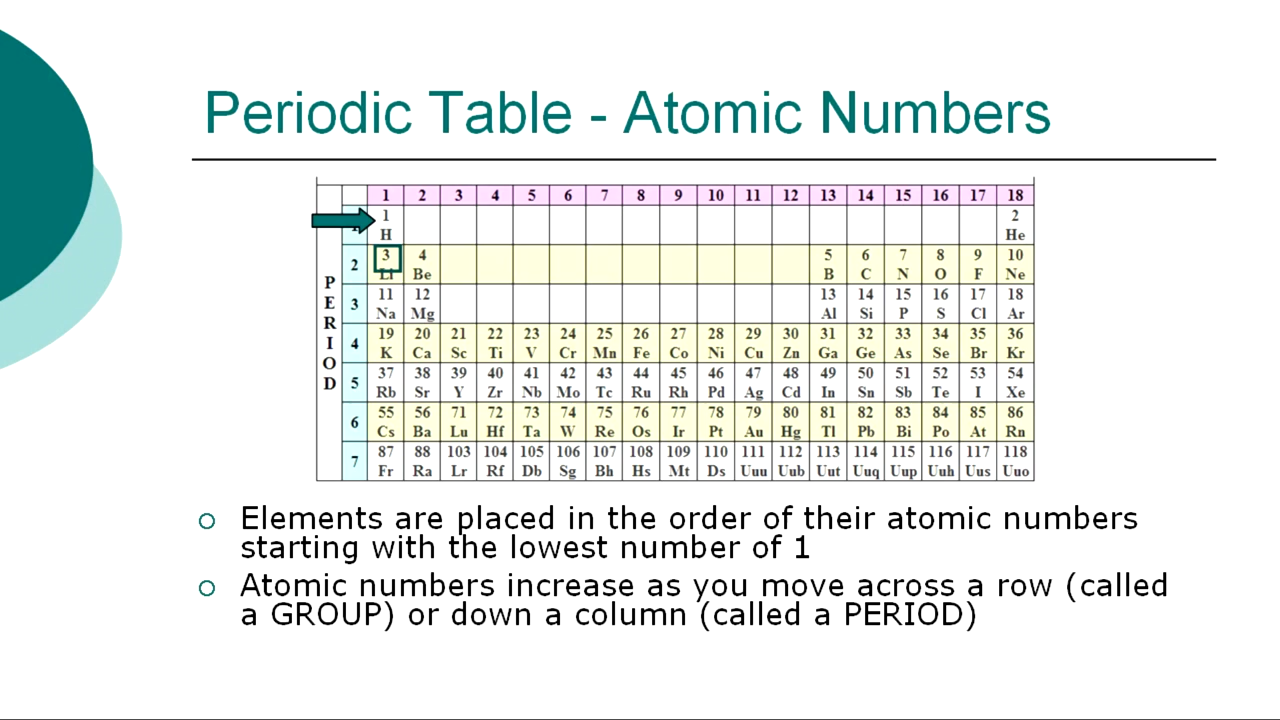 Periodic Table - Atomic Numbers
1 2 3 4 5 6 7 8 9 10 11 12 13 14 15 16 17 18
PERIOD
1 1 2
H He
2 3 4 5 6 7 8 9 10
Li Be B C N O F Ne
3 11 12 13 14 15 16 17 18
Na Mg Al Si P S Cl Ar
4 19 20 21 22 23 24 25 26 27 28 29 30 31 32 33 34 35 36
K Ca Sc Ti V Cr Mn Fe Co Ni Cu Zn Ga Ge As Se Br Kr
5 37 38 39 40 41 42 43 44 45 46 47 48 49 50 51 52 53 54
Rb Sr Y Zr Nb Mo Tc Ru Rh Pd Ag Cd In Sn Sb Te I Xe
6 55 56 71 72 73 74 75 76 77 78 79 80 81 82 83 84 85 86
Cs Ba Lu Hf Ta W Re Os Ir Pt Au Hg Tl Pb Bi Po At Rn
7 87 88 103 104 105 106 107 108 109 110 111 112 113 114 115 116 117 118
Fr Ra Lr Rf Db Sg Bh Hs Mt Ds Uuu Uub Uut Uuq Uup Uuh Uus Uuo
Elements are placed in the order of their atomic numbers
starting with the lowest number of 1
Atomic numbers increase as you move across a row (called
a GROUP) or down a column (called a PERIOD)